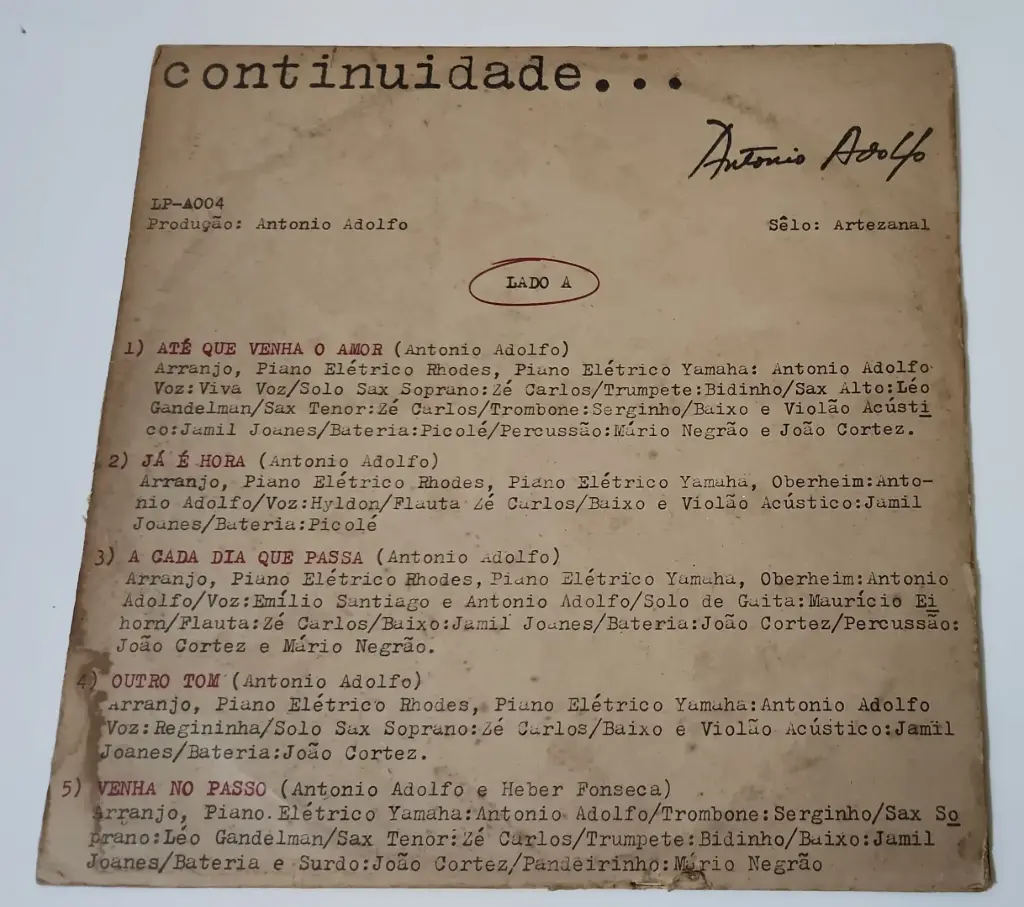 continuidade...
Antonio Adolfo
LP-A004
Produção: Antonio Adolfo
Sêlo: Artezanal
LADO A
1) ATÉ QUE VENHA O AMOR (Antonio Adolfo)
Arranjo, Piano Elétrico Rhodes, Piano Elétrico Yamaha: Antonio Adolfo
Voz:Viva Voz/Solo Sax Soprano:Zé Carlos/Trumpete:Bidinho/Sax Alto:Léo
Gandelman/Sax Tenor:Zé Carlos/Trombone:Serginho/Baixo e Violão Acústi
co:Jamil Joanes/Bateria:Picolé/Percussão:Mário Negrão e João Cortez.
2) JÁ É HORA (Antonio Adolfo)
Arranjo, Piano Elétrico Rhodes, Piano Elétrico Yamaha, Oberheim:Anto-
nio Adolfo/Voz:Hyldon/Flauta Zé Carlos/Baixo e Violão Acústico:Jamil
Joanes/Bateria:Picolé
3) A CADA DIA QUE PASSA (Antonio Adolfo)
Arranjo, Piano Elétrico Rhodes, Piano Elétrico Yamaha, Oberheim:Antonio
Adolfo/Voz:Emílio Santiago e Antonio Adolfo/Solo de Gaita:Maurício Ei
horn/Flauta:Zé Carlos/Baixo:Jamil Joanes/Bateria:João Cortez/Percussão:
João Cortez e Mário Negrão.
4) OUTRO TOM (Antonio Adolfo)
Arranjo, Piano Elétrico Rhodes, Piano Elétrico Yamaha:Antonio Adolfo
Voz:Regininha/Solo Sax Soprano:Zé Carlos/Baixo e Violão Acústico:Jamil
Joanes/Bateria:João Cortez.
5) VENHA NO PASSO (Antonio Adolfo e Heber Fonseca)
Arranjo, Piano Elétrico Yamaha:Antonio Adolfo/Trombone:Serginho/Sax So
prano:Léo Gandelman/Sax Tenor:Zé Carlos/Trumpete:Bidinho/Baixo:Jamil
Joanes/Bateria e Surdo:João Cortez/Pandeirinho:Mário Negrão